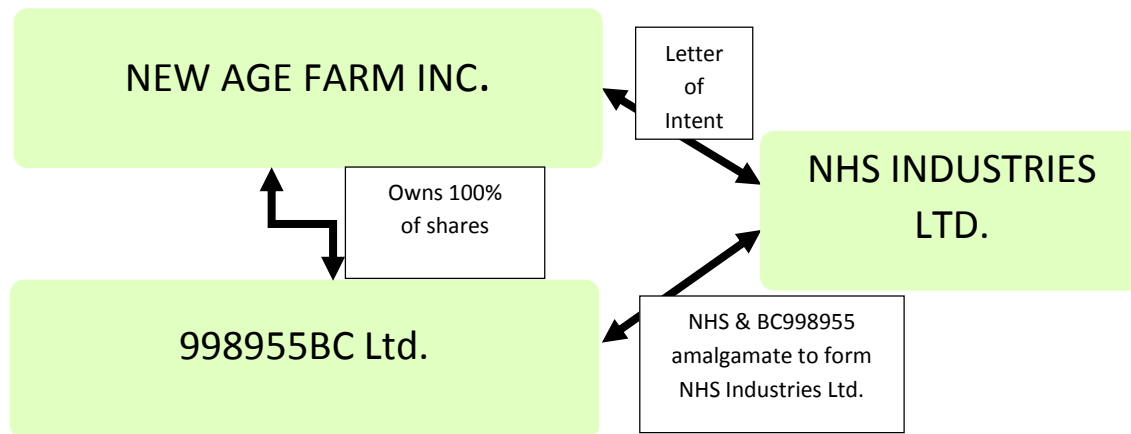 NEW AGE FARM INC.
Letter
of
Intent
NHS INDUSTRIES
LTD.
Owns 100%
of shares
998955BC Ltd.
NHS & BC998955
amalgamate to form
NHS Industries Ltd.